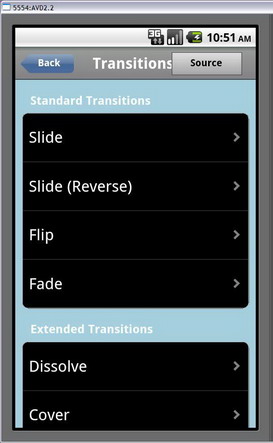 5554:AVD2.2
3G 10:51 AM
Back Transitions Source
Standard Transitions
Slide
Slide (Reverse)
Flip
Fade
Extended Transitions
Dissolve
Cover